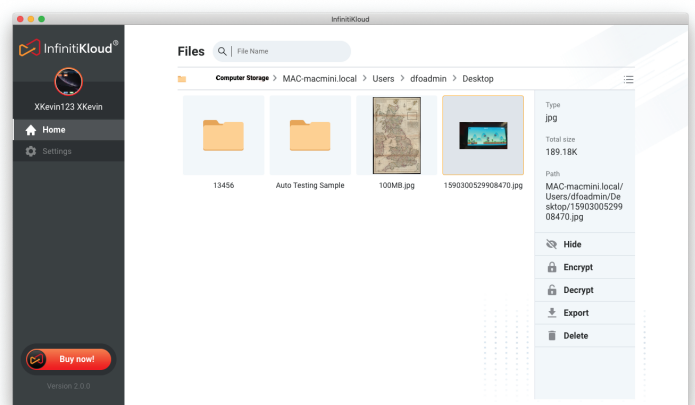 InfinitiKloud
InfinitiKloud®
XKevin123 XKevin
Home
Settings
Buy now!
Version 2.0.0
Files
File Name
Computer Storage > MAC-macmini.local > Users > dfoadmin > Desktop
13456
Auto Testing Sample
100MB.jpg
1590300529908470.jpg
Type
jpg
Total size
189.18K
Path
MAC-macmini.local/
Users/dfoadmin/De
sktop/15903005299
08470.jpg
Hide
Encrypt
Decrypt
Export
Delete